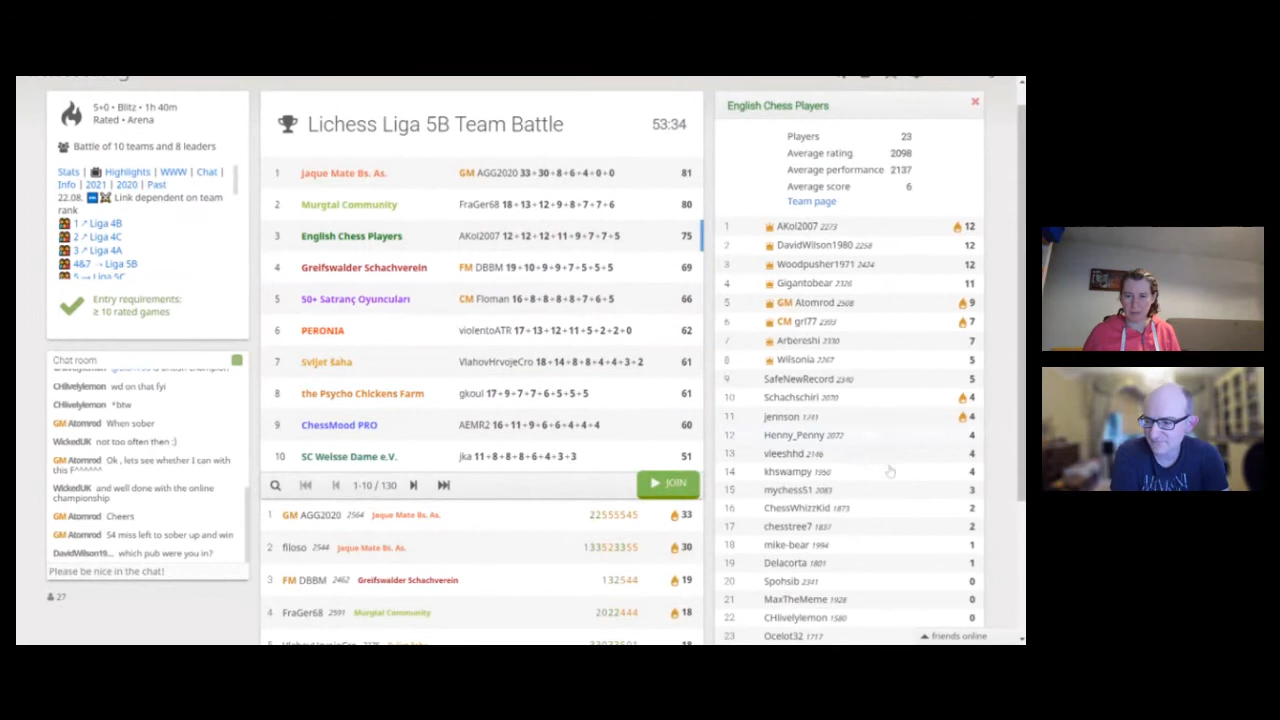 5+0 • Blitz • 1h 40m
Rated • Arena
Battle of 10 teams and 8 leaders
Stats | Highlights | WWW | Chat |
Info | 2021 | 2020 | Past
22.08. Link dependent on team
rank
1 ↗ Liga 4B
2 ↗ Liga 4C
3 ↗ Liga 4A
4&7 → Liga 5B
Entry requirements:
≥ 10 rated games
Chat room
CHlivelylemon wd on that fyi
CHlivelylemon *btw
GM Atomrod When sober
WickedUK not too often then ;)
GM Atomrod Ok , lets see whether I can with
this F^^^^^^
WickedUK and well done with the online
championship
GM Atomrod Cheers
GM Atomrod 54 miss left to sober up and win
DavidWilson19... which pub were you in?
Please be nice in the chat!
27
Lichess Liga 5B Team Battle 53:34
1 Jaque Mate Bs. As. GM AGG2020 33+30+8+6+4+0+0 81
2 Murgtal Community FraGer68 18+13+12+9+8+7+7+6 80
3 English Chess Players AKol2007 12+12+12+11+9+7+7+5 75
4 Greifswalder Schachverein FM DBBM 19+10+9+9+7+5+5+5 69
5 50+ Satranç Oyuncuları CM Floman 16+8+8+8+8+7+6+5 66
6 PERONIA violentoATR 17+13+12+11+5+2+2+0 62
7 Svijet šaha VlahovHrvojeCro 18+14+8+8+4+4+3+2 61
8 the Psycho Chickens Farm gkoul 17+9+7+7+6+5+5+5 61
9 ChessMood PRO AEMR2 16+11+9+6+6+4+4+4 60
10 SC Weisse Dame e.V. jka 11+8+8+8+6+4+3+3 51
1-10 / 130 JOIN
1 GM AGG2020 2564 Jaque Mate Bs. As. 22555545 33
2 filoso 2544 Jaque Mate Bs. As. 133523355 30
3 FM DBBM 2462 Greifswalder Schachverein 132544 19
4 FraGer68 2591 Murgtal Community 2022444 18
English Chess Players
Players 23
Average rating 2098
Average performance 2137
Average score 6
Team page
1 AKol2007 2273 12
2 DavidWilson1980 2258 12
3 Woodpusher1971 2424 12
4 Gigantobear 2326 11
5 GM Atomrod 2508 9
6 CM grl77 2393 7
7 Arbereshi 2330 7
8 Wilsonia 2267 5
9 SafeNewRecord 2340 5
10 Schachschiri 2070 4
11 jennson 1741 4
12 Henny_Penny 2072 4
13 vleeshhd 2146 4
14 khswampy 1950 4
15 mychess51 2083 3
16 ChessWhizzKid 1873 2
17 chesstree7 1837 2
18 mike-bear 1994 1
19 Delacorta 1801 1
20 Spohsib 2341 0
21 MaxTheMeme 1928 0
22 CHlivelylemon 1580 0
23 Ocelot32 1717
friends online